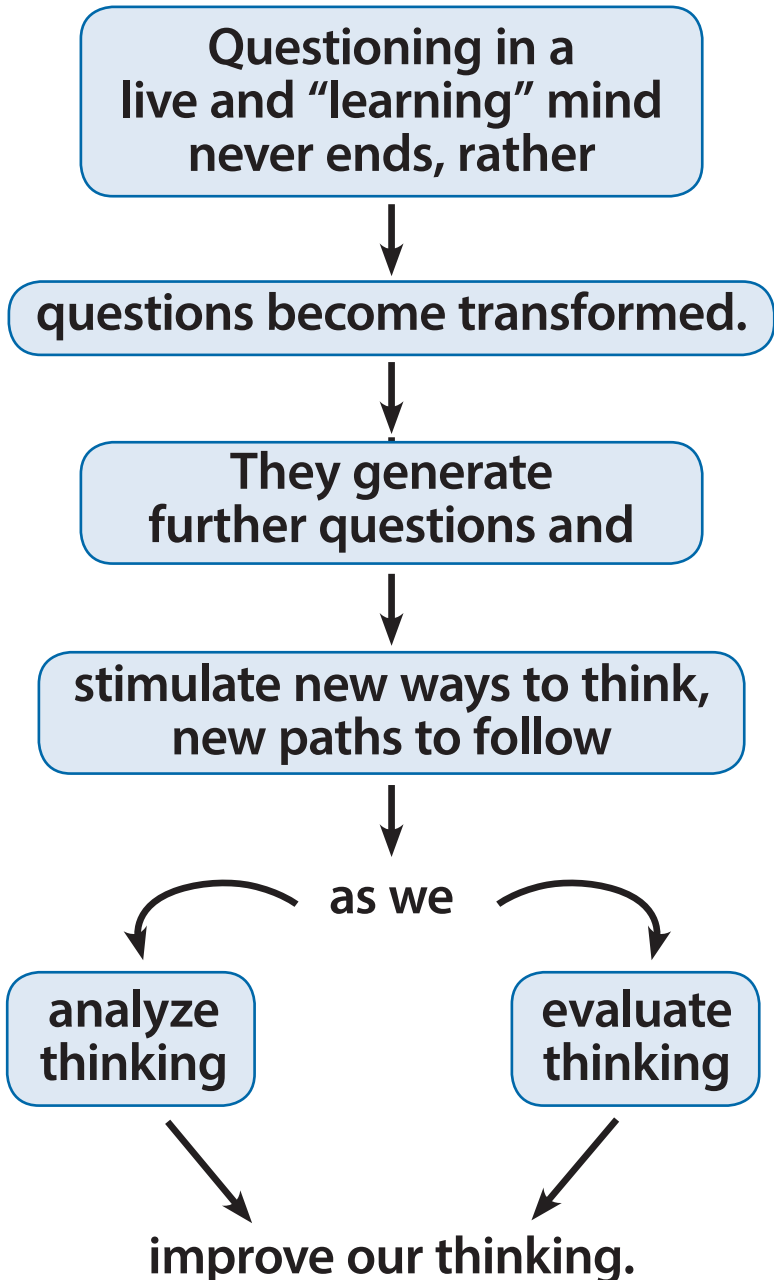 Questioning in a
live and “learning” mind
never ends, rather
questions become transformed.
They generate
further questions and
stimulate new ways to think,
new paths to follow
as we
analyze
thinking
evaluate
thinking
improve our thinking.